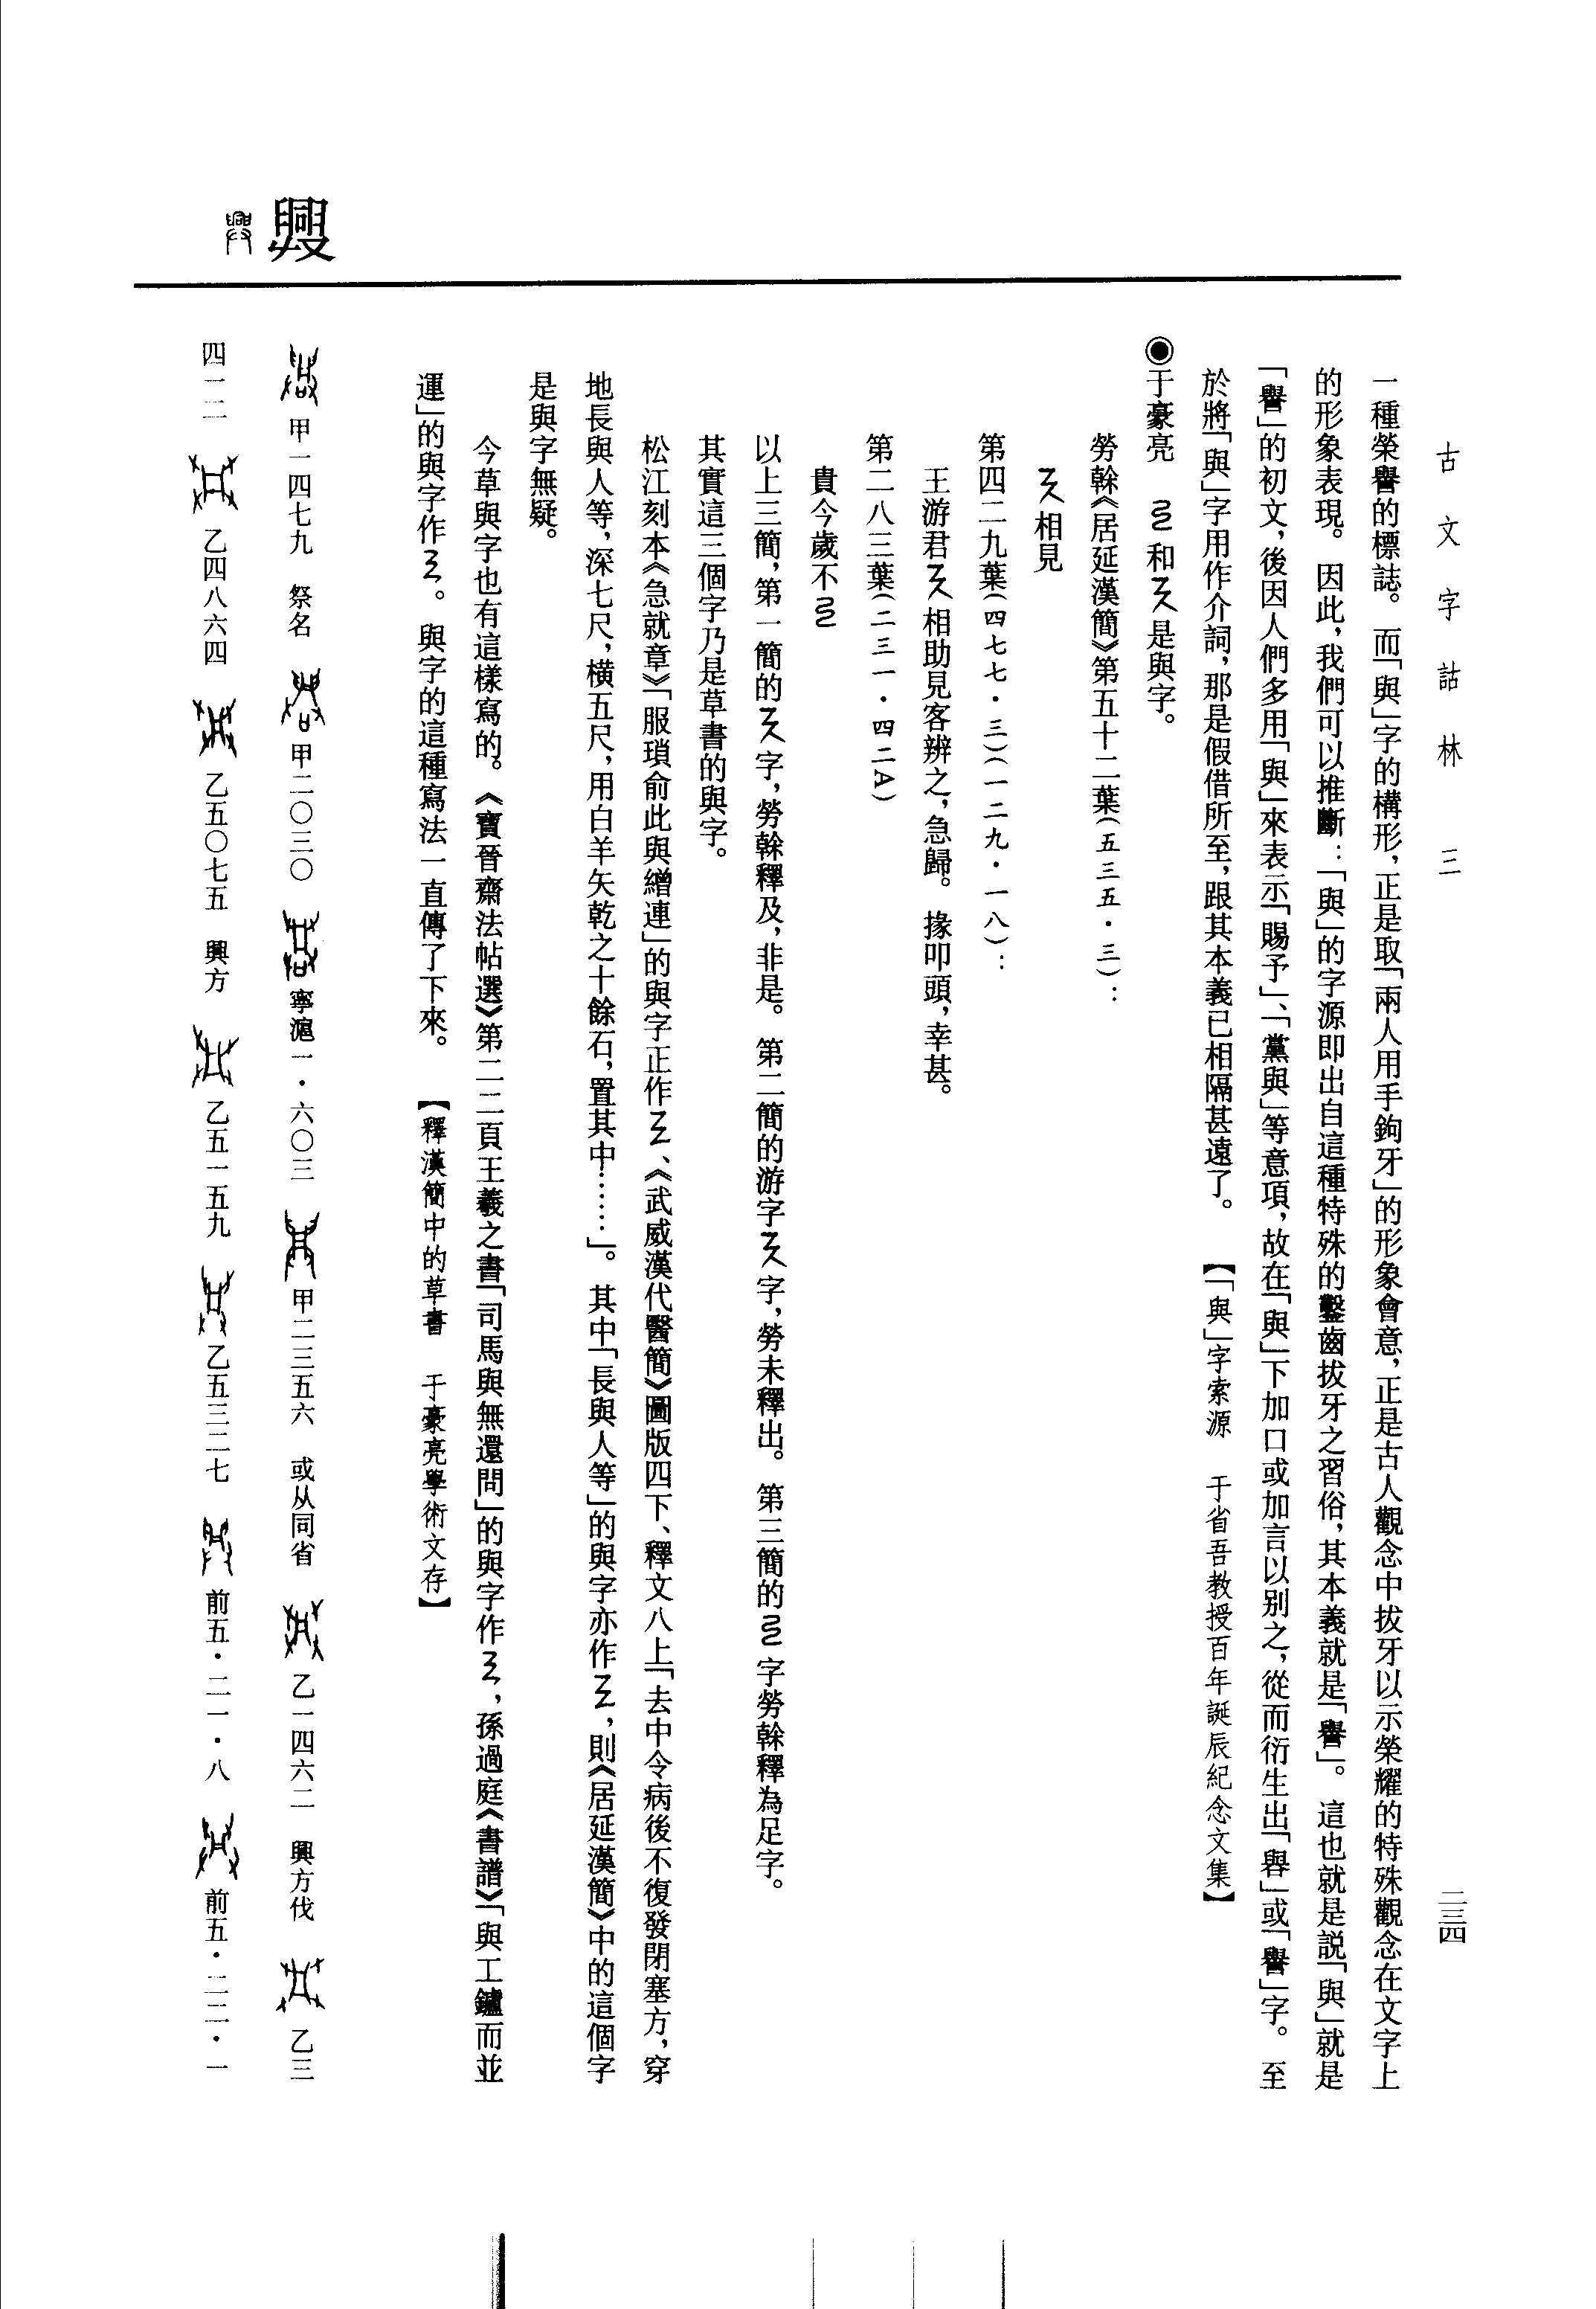 古文字詁林 三
二三四
一種榮譽的標誌。而「與」字的構形，正是取「兩人用手鉤牙」的形象會意，正是古人觀念中拔牙以示榮耀的特殊觀念在文字上
的形象表現。因此，我們可以推斷：「與」的字源即出自這種特殊的鑿齒拔牙之習俗，其本義就是「譽」。這也就是説「與」就是
「譽」的初文，後因人們多用「與」來表示「賜予」、「黨與」等意項，故在「與」下加口或加言以別之，從而衍生出「𦦲」或「譽」字。至
於將「與」字用作介詞，那是假借所至，跟其本義已相隔甚遠了。　【「與」字索源　于省吾教授百年誕辰紀念文集】
◉于豪亮　和是與字。
勞榦《居延漢簡》第五十二葉（五三五·三）：
相見
第四二九葉（四七七·三）（一二九·一八）：
王游君相助見客辨之，急歸。掾叩頭，幸甚。
第二八三葉（二三一·四二A）
貴今歲不
以上三簡，第一簡的字，勞榦釋及，非是。第二簡的游字字，勞未釋出。第三簡的字勞榦釋為足字。
其實這三個字乃是草書的與字。
松江刻本《急就章》「服瑣俞此與繒連」的與字正作、《武威漢代醫簡》圖版四下、釋文八上「去中令病後不復發閉塞方，穿
地長與人等，深七尺，橫五尺，用白羊矢乾之十餘石，置其中……」。其中「長與人等」的與字亦作，則《居延漢簡》中的這個字
是與字無疑。
今草與字也有這樣寫的。《寶晉齋法帖選》第二二頁王羲之書「司馬與無還問」的與字作，孫過庭《書譜》「與工鑪而並
運」的與字作。與字的這種寫法一直傳了下來。　【釋漢簡中的草書　于豪亮學術文存】
興
甲一四七九　祭名　甲二〇三〇　寧滬一·六〇三　甲二三五六　或从同省　乙一四六二　興方伐　乙三
四一二　乙四八六四　乙五〇七五　興方　乙五一五九　乙五三二七　前五·二一·八　前五·二二·一